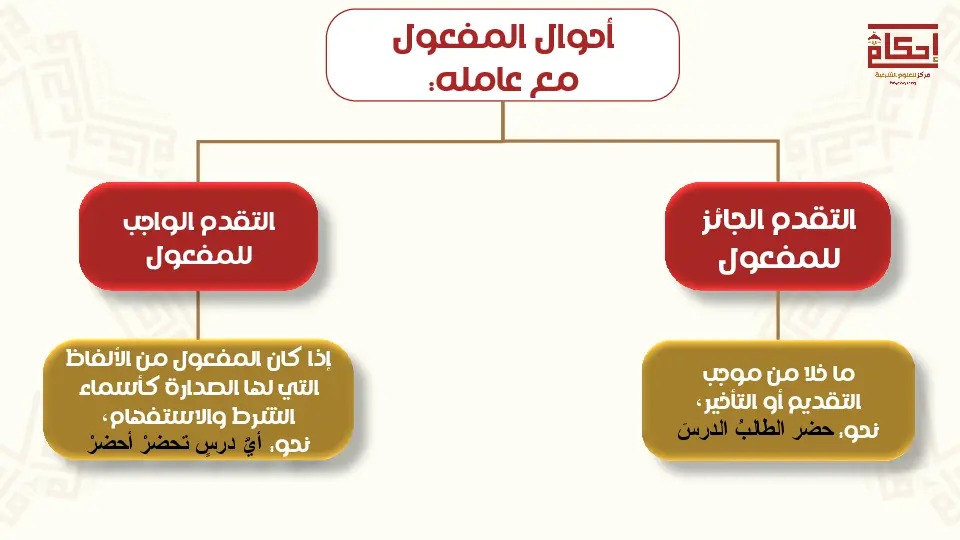 أحوال المفعول
مع عامله:
إحكام
مركز للعلوم الشرعية
التقدم الجائز
للمفعول
ما خلا من موجب
التقديم أو التأخير،
نحو: حضر الطالبُ الدرسَ
التقدم الواجب
للمفعول
إذا كان المفعول من الألفاظ
التي لها الصدارة كأسماء
الشرط والاستفهام،
نحو: أيّ درسٍ تحضرْ أحضرْ